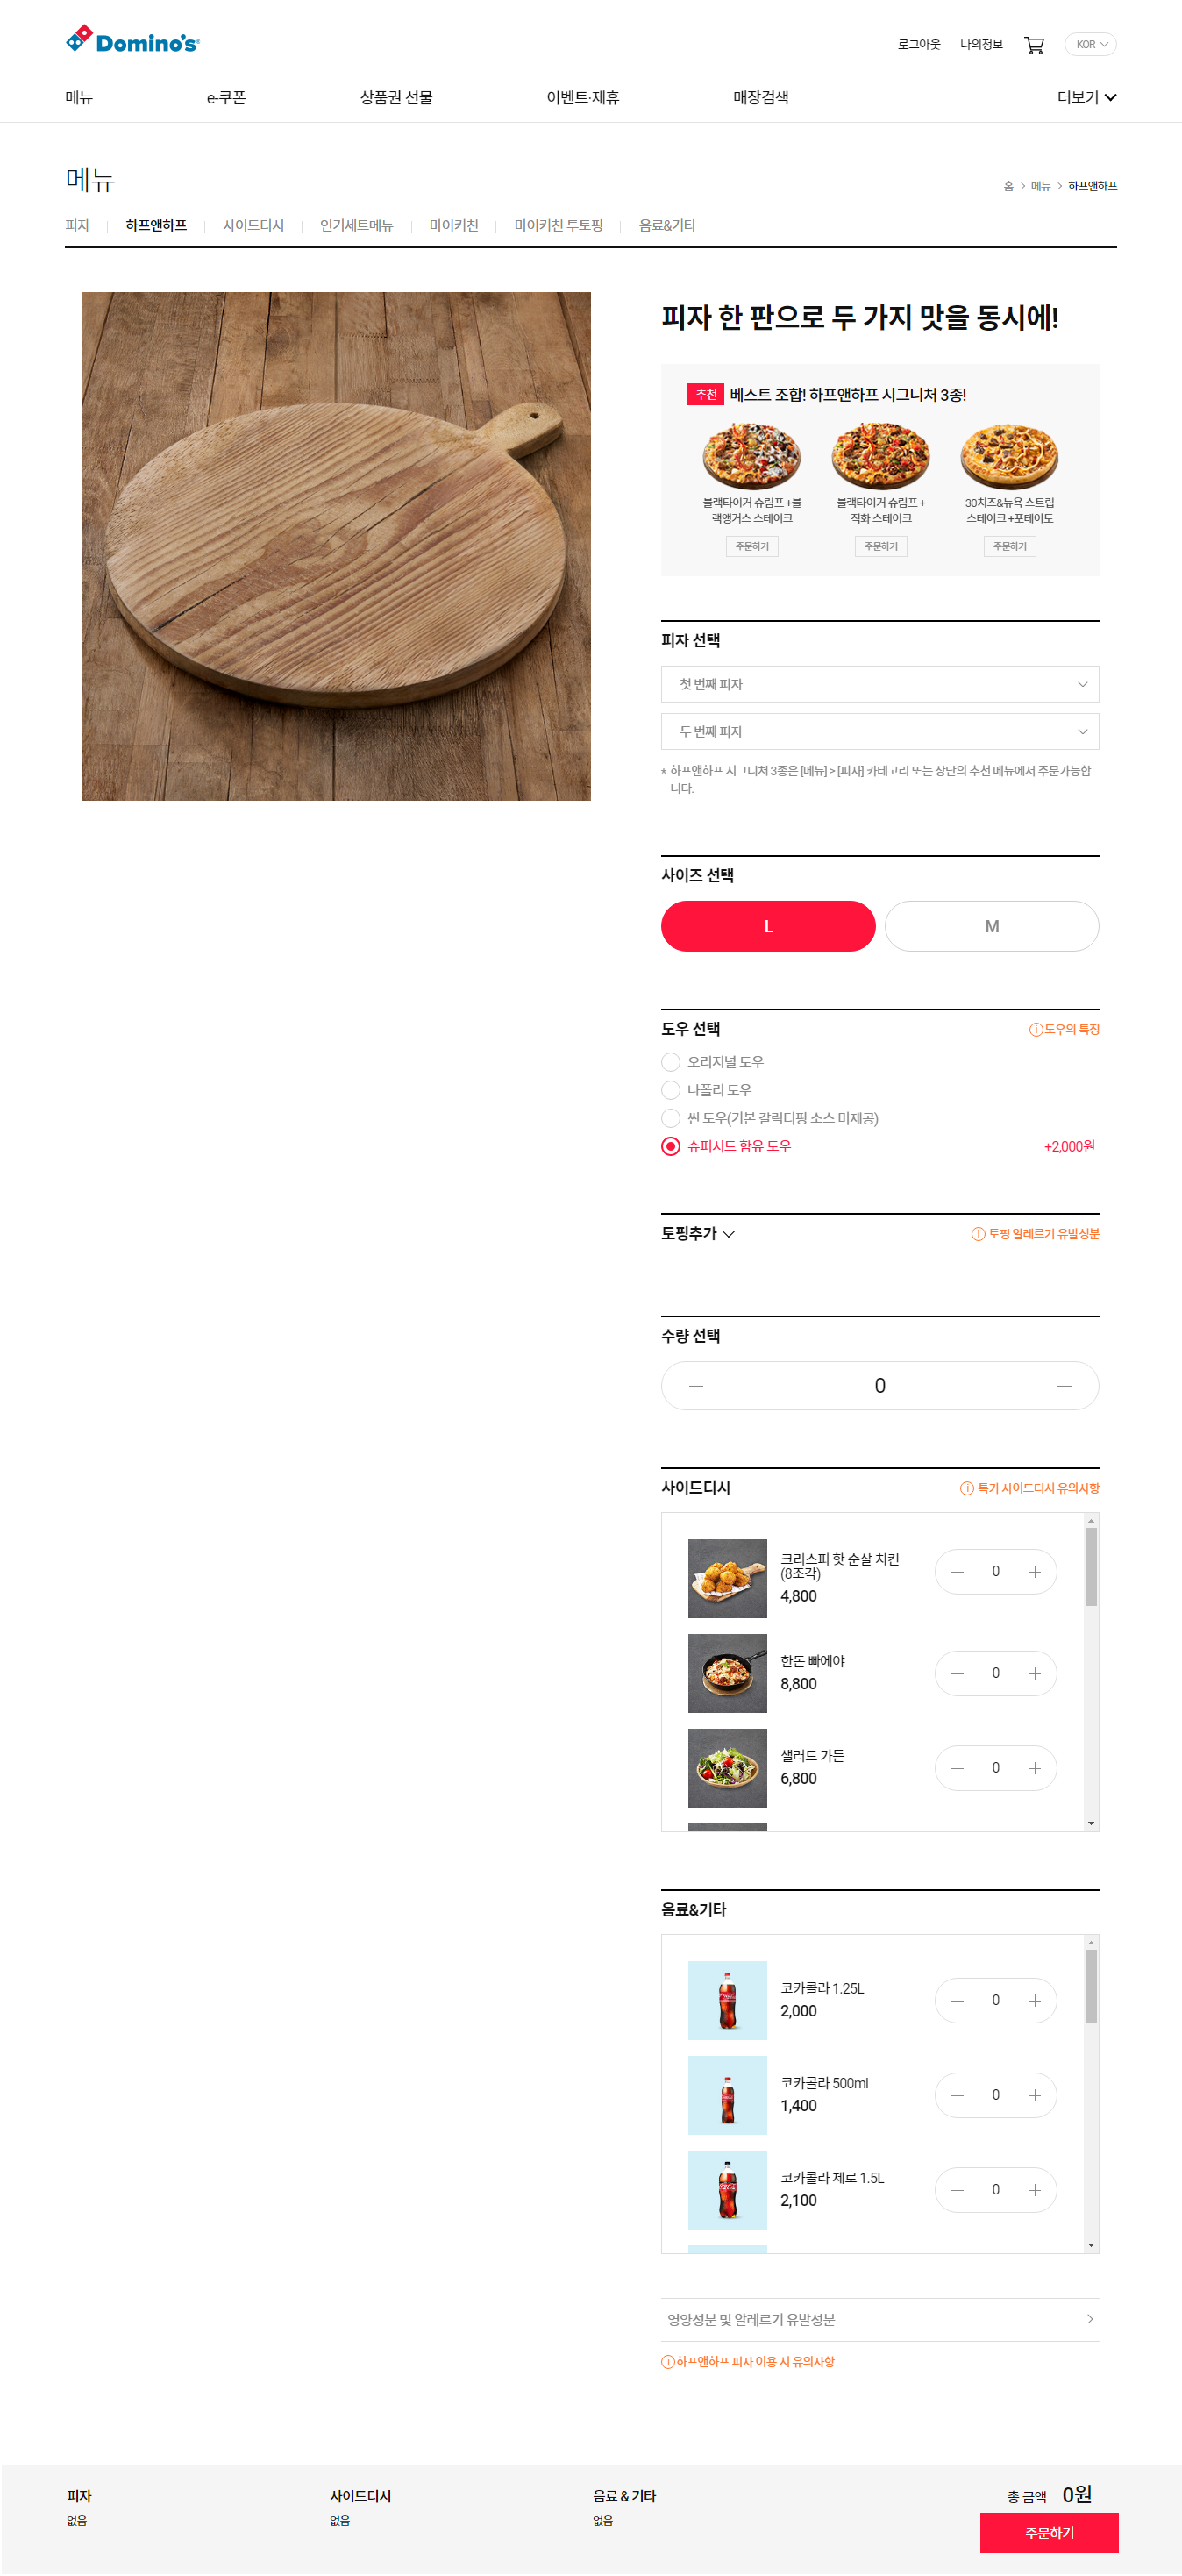 Domino's
로그아웃 나의정보 KOR
메뉴 e-쿠폰 상품권 선물 이벤트·제휴 매장검색 더보기
메뉴
홈 > 메뉴 > 하프앤하프
피자 하프앤하프 사이드디시 인기세트메뉴 마이키친 마이키친 투토핑 음료&기타
피자 한 판으로 두 가지 맛을 동시에!
추천 베스트 조합! 하프앤하프 시그니처 3종!
블랙타이거 슈림프 +블
랙앵거스 스테이크
주문하기
블랙타이거 슈림프 +
직화 스테이크
주문하기
30치즈&뉴욕 스트립
스테이크 +포테이토
주문하기
피자 선택
첫 번째 피자
두 번째 피자
* 하프앤하프 시그니처 3종은 [메뉴] > [피자] 카테고리 또는 상단의 추천 메뉴에서 주문가능합
니다.
사이즈 선택
L M
도우 선택 도우의 특징
오리지널 도우
나폴리 도우
씬 도우(기본 갈릭디핑 소스 미제공)
슈퍼시드 함유 도우 +2,000원
토핑추가 토핑 알레르기 유발성분
수량 선택
0
사이드디시 특가 사이드디시 유의사항
크리스피 핫 순살 치킨
(8조각)
4,800
0
한돈 빠에야
8,800
0
샐러드 가든
6,800
0
음료&기타
코카콜라 1.25L
2,000
0
코카콜라 500ml
1,400
0
코카콜라 제로 1.5L
2,100
0
영양성분 및 알레르기 유발성분
하프앤하프 피자 이용 시 유의사항
피자
없음
사이드디시
없음
음료 & 기타
없음
총 금액 0원
주문하기